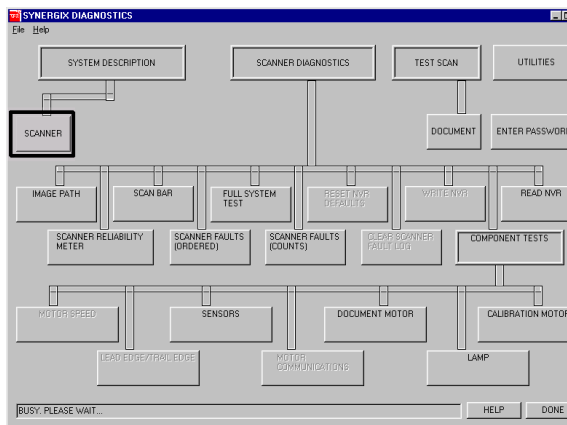 SYNERGIX DIAGNOSTICS
File Help
SYSTEM DESCRIPTION
SCANNER DIAGNOSTICS
TEST SCAN
UTILITIES
SCANNER
DOCUMENT
ENTER PASSWOR
IMAGE PATH
SCAN BAR
FULL SYSTEM
TEST
RESET NVR
DEFAULTS
WRITE NVR
READ NVR
SCANNER RELIABILITY
METER
SCANNER FAULTS
(ORDERED)
SCANNER FAULTS
(COUNTS)
CLEAR SCANNER
FAULT LOG
COMPONENT TESTS
MOTOR SPEED
SENSORS
DOCUMENT MOTOR
CALIBRATION MOTO
LEAD EDGE/TRAIL EDGE
MOTOR
COMMUNICATIONS
LAMP
BUSY. PLEASE WAIT...
HELP
DONE